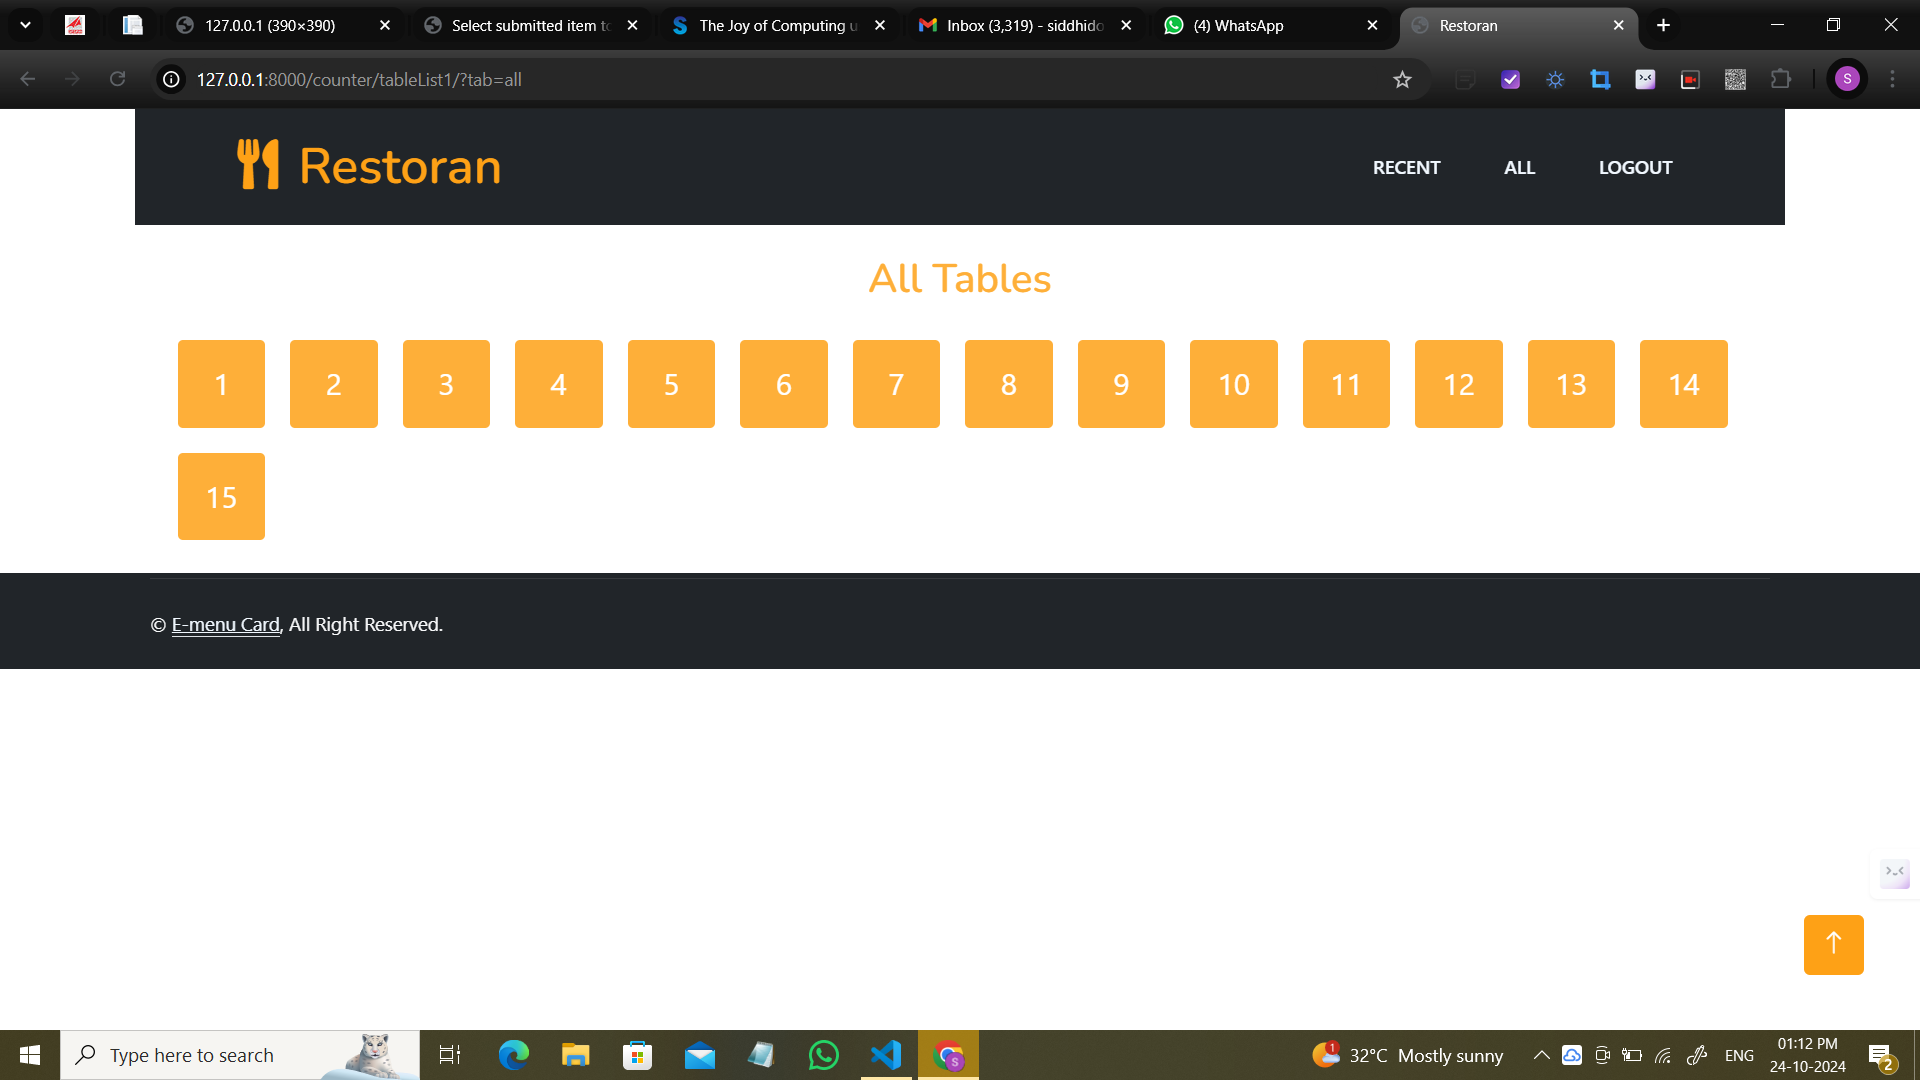 127.0.0.1 (390×390)
Select submitted item to
The Joy of Computing u
Inbox (3,319) - siddhido
(4) WhatsApp
Restoran
127.0.0.1:8000/counter/tableList1/?tab=all
S
Restoran
RECENT ALL LOGOUT
All Tables
1 2 3 4 5 6 7 8 9 10 11 12 13 14
15
© E-menu Card, All Right Reserved.
Type here to search
S
1
32°C Mostly sunny
ENG
01:12 PM
24-10-2024
2